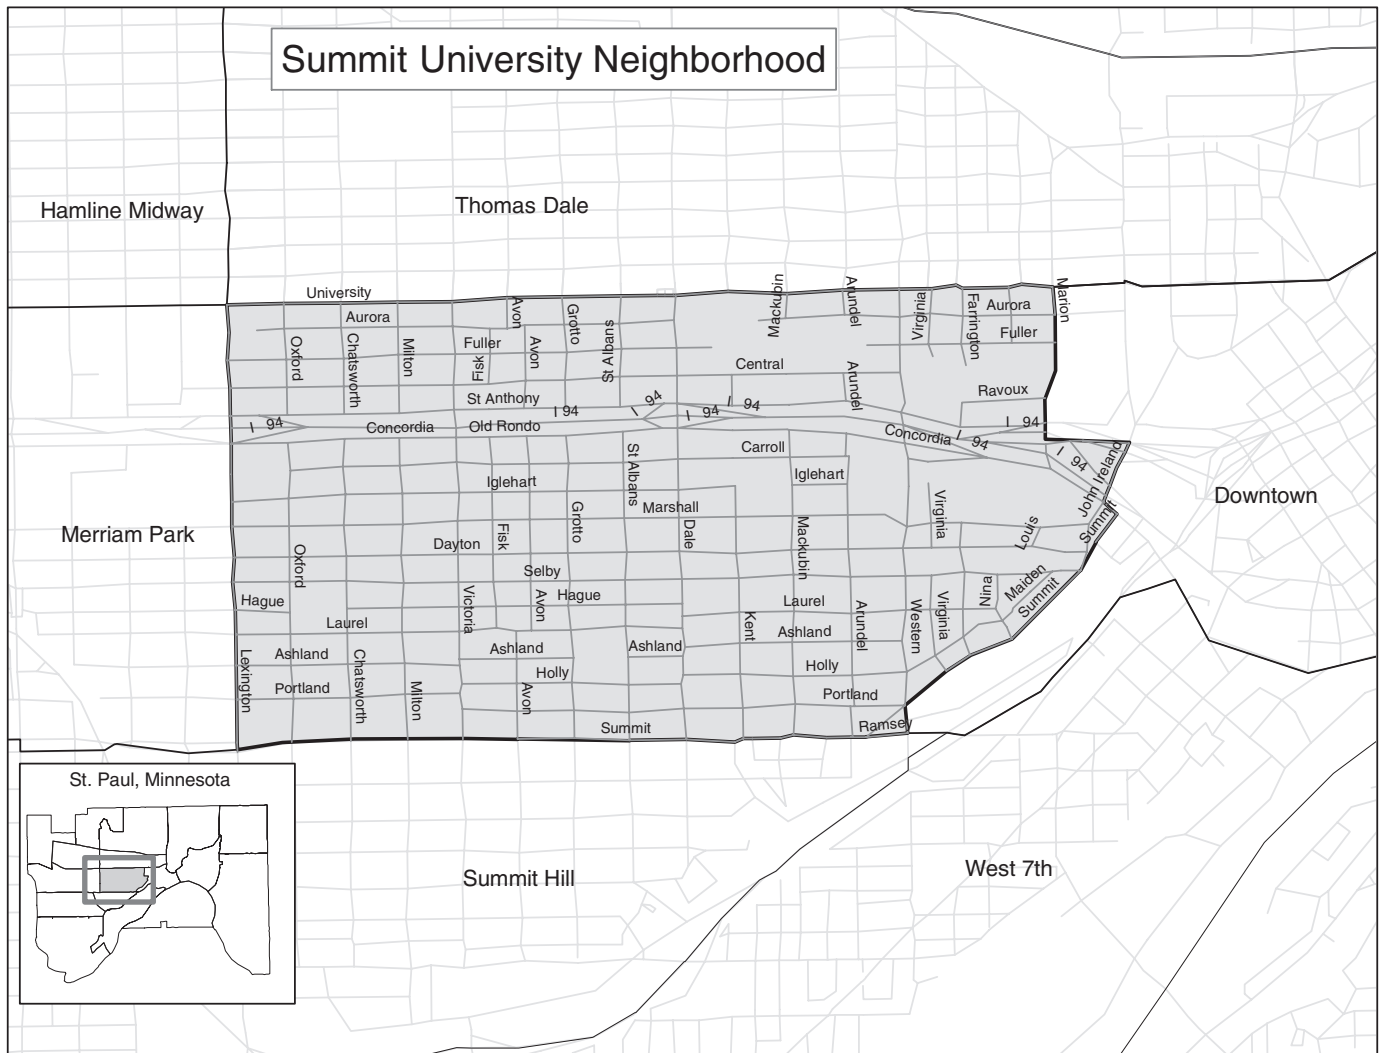 Summit University Neighborhood
Hamline Midway
Thomas Dale
University
Mackubin
Arundel
Virginia
Farrington
Marion
Aurora
Avon
Grotto
Aurora
Fuller
Oxford
Chatsworth
Milton
Fuller
Fisk
Avon
St Albans
Central
Arundel
Ravoux
St Anthony
I 94
I 94
I 94
I 94
I 94
I 94
Concordia
Old Rondo
Concordia
I 94
I 94
Carroll
St Albans
Iglehart
Iglehart
John Ireland
Downtown
Marshall
Merriam Park
Grotto
Dale
Mackubin
Virginia
Louis
Summit
Oxford
Dayton
Fisk
Selby
Hague
Victoria
Avon
Hague
Laurel
Nina
Maiden
Summit
Laurel
Kent
Ashland
Arundel
Western
Virginia
Lexington
Ashland
Chatsworth
Ashland
Ashland
Holly
Holly
Portland
Milton
Avon
Portland
Summit
Ramsey
St. Paul, Minnesota
Summit Hill
West 7th